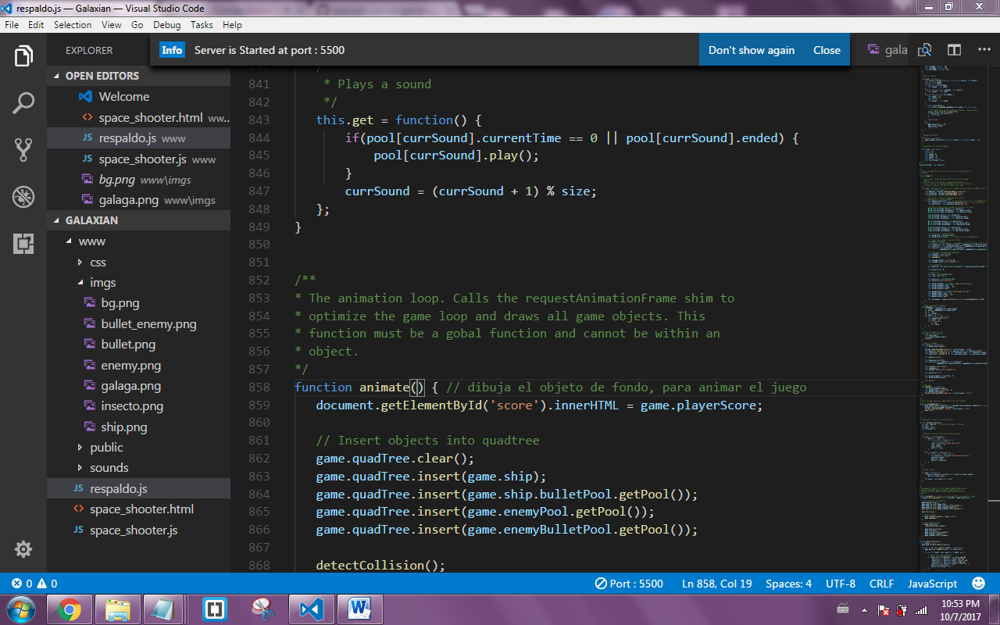 respaldo.js — Galaxian — Visual Studio Code
File Edit Selection View Go Debug Tasks Help
EXPLORER
Info Server is Started at port : 5500 Don't show again Close
gala
OPEN EDITORS
Welcome
space_shooter.html ww...
JS respaldo.js www
JS space_shooter.js www
bg.png www\imgs
galaga.png www\imgs
GALAXIAN
www
css
imgs
bg.png
bullet_enemy.png
bullet.png
enemy.png
galaga.png
insecto.png
ship.png
public
sounds
JS respaldo.js
space_shooter.html
JS space_shooter.js
841 * Plays a sound
842 */
843 this.get = function() {
844 if(pool[currSound].currentTime == 0 || pool[currSound].ended) {
845 pool[currSound].play();
846 }
847 currSound = (currSound + 1) % size;
848 };
849 }
850
851
852 /**
853 * The animation loop. Calls the requestAnimationFrame shim to
854 * optimize the game loop and draws all game objects. This
855 * function must be a gobal function and cannot be within an
856 * object.
857 */
858 function animate() { // dibuja el objeto de fondo, para animar el juego
859 document.getElementById('score').innerHTML = game.playerScore;
860
861 // Insert objects into quadtree
862 game.quadTree.clear();
863 game.quadTree.insert(game.ship);
864 game.quadTree.insert(game.ship.bulletPool.getPool());
865 game.quadTree.insert(game.enemyPool.getPool());
866 game.quadTree.insert(game.enemyBulletPool.getPool());
867
868 detectCollision();
0 0 Port : 5500 Ln 858, Col 19 Spaces: 4 UTF-8 CRLF JavaScript
10:53 PM
10/7/2017